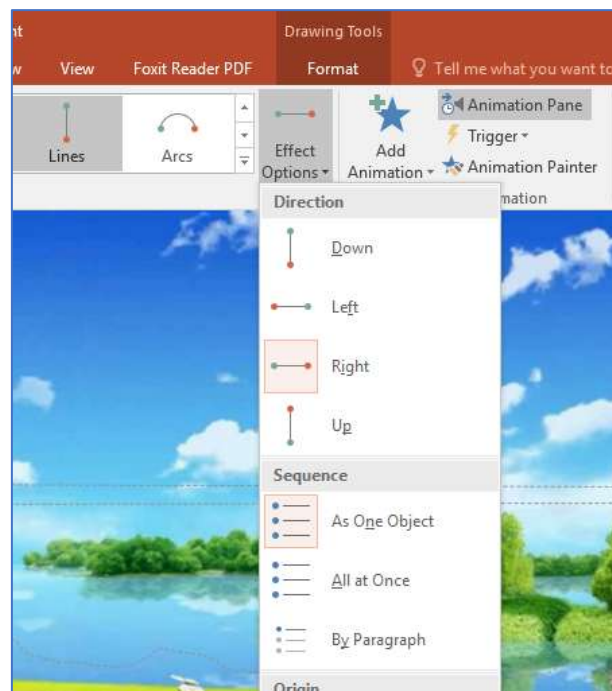 nt
Drawing Tools
w View Foxit Reader PDF Format Tell me what you want to
Lines Arcs Effect Options Add Animation Animation Pane
Trigger
Animation Painter
mation
Direction
Down
Left
Right
Up
Sequence
As One Object
All at Once
By Paragraph
Origin